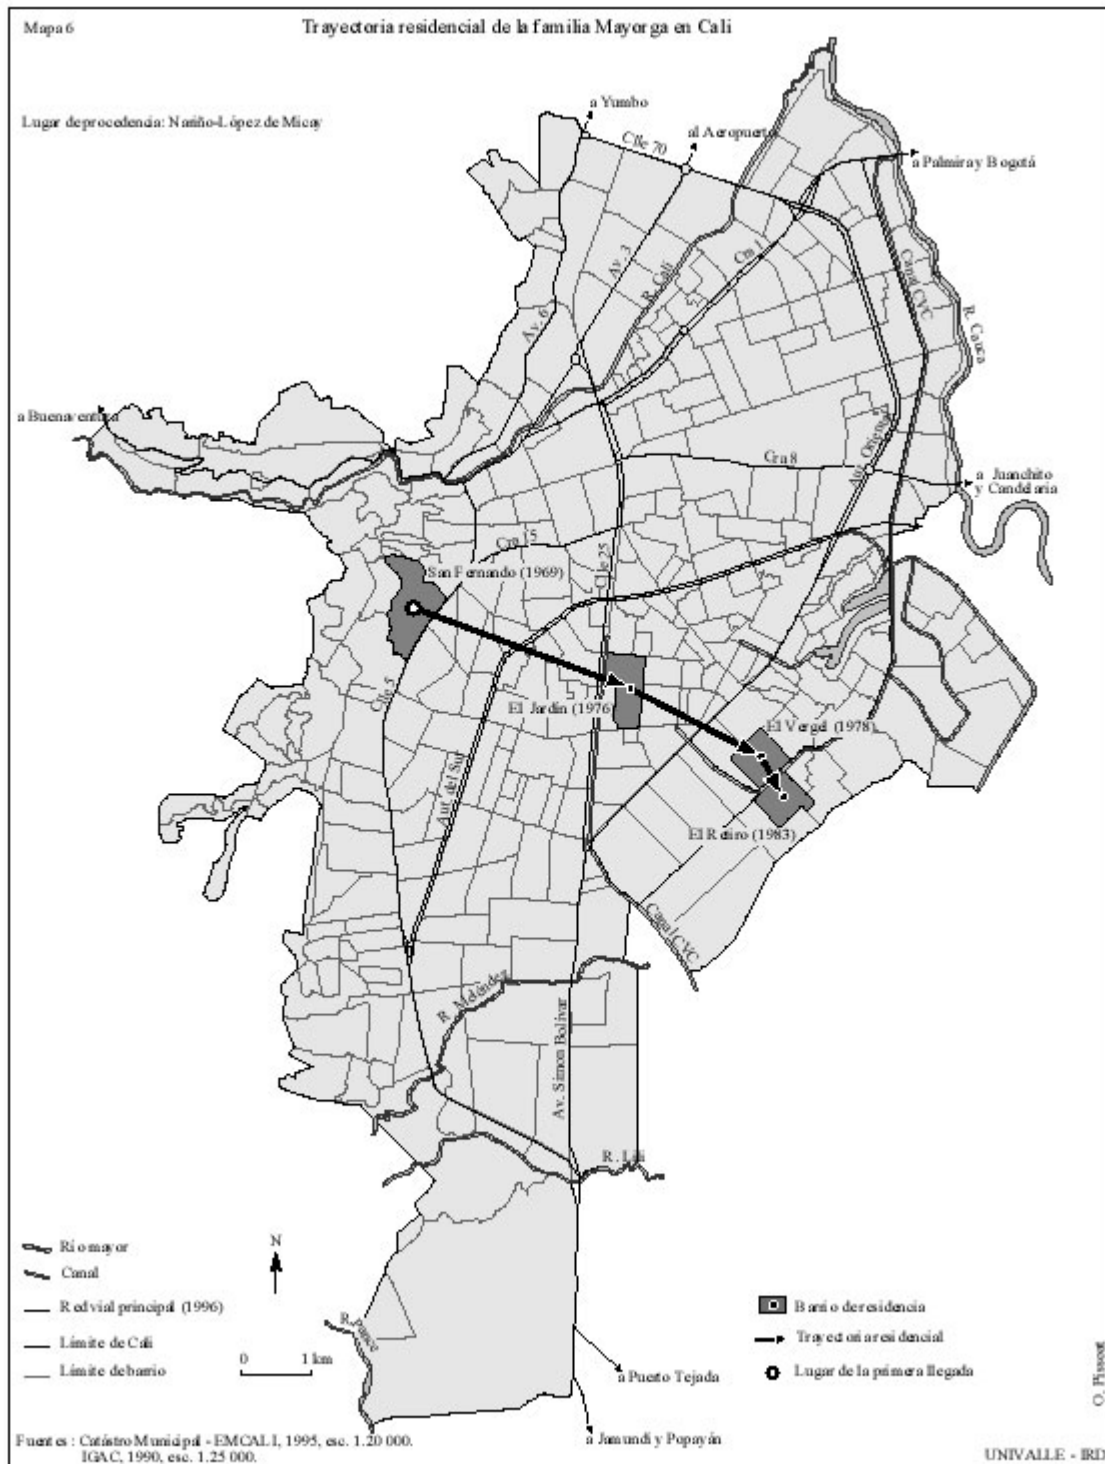 Mapa 6
Trayectoria residencial de la familia Mayorga en Cali
Lugar de procedencia: Nariño-López de Micay
a Yumbo
Clle 70
al Aeropuerto
a Palmira y Bogotá
Cra 1
Av. 3
R. Cali
Canal CVC
R. Cauca
Av. 6
a Buenaventura
Aut. Oriental
Cra 8
a Juanchito
y Candelaria
Cra 15
Clle 25
San Fernando (1969)
Clle 5
El Jardín (1976)
El Vergel (1978)
Aut. del Sur
El Retiro (1983)
Canal CVC
R. Meléndez
Av. Simon Bolívar
R. Lili
N
Río mayor
Canal
Red vial principal (1996)
Límite de Cali
Límite de barrio
0 1 km
R. Pance
Barrio de residencia
Trayectoria residencial
Lugar de la primera llegada
a Puerto Tejada
a Jamundí y Popayán
O. Pissoat
Fuentes : Catástro Municipal - EMCALI, 1995, esc. 1.20 000.
IGAC, 1990, esc. 1.25 000.
UNIVALLE - IRD